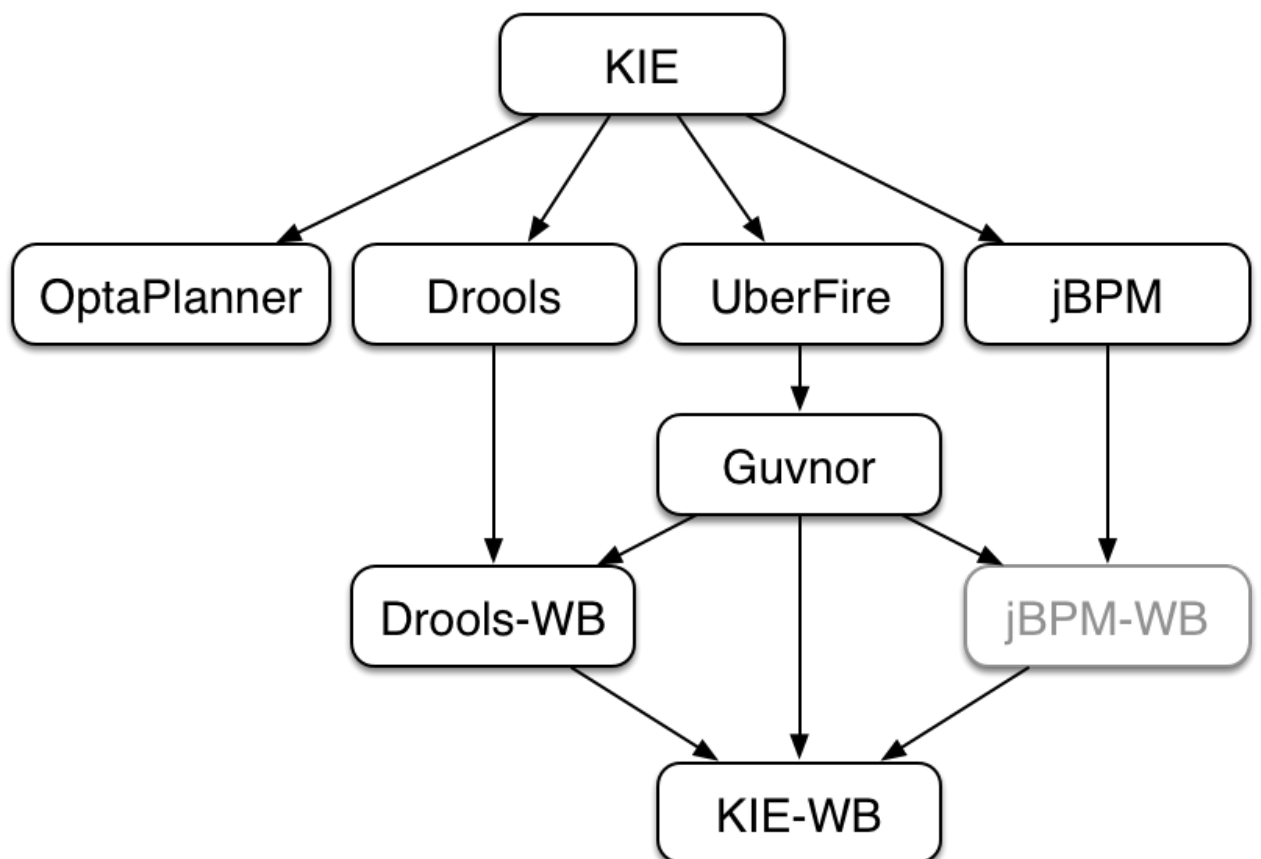 KIE
OptaPlanner
Drools
UberFire
jBPM
Guvnor
Drools-WB
jBPM-WB
KIE-WB